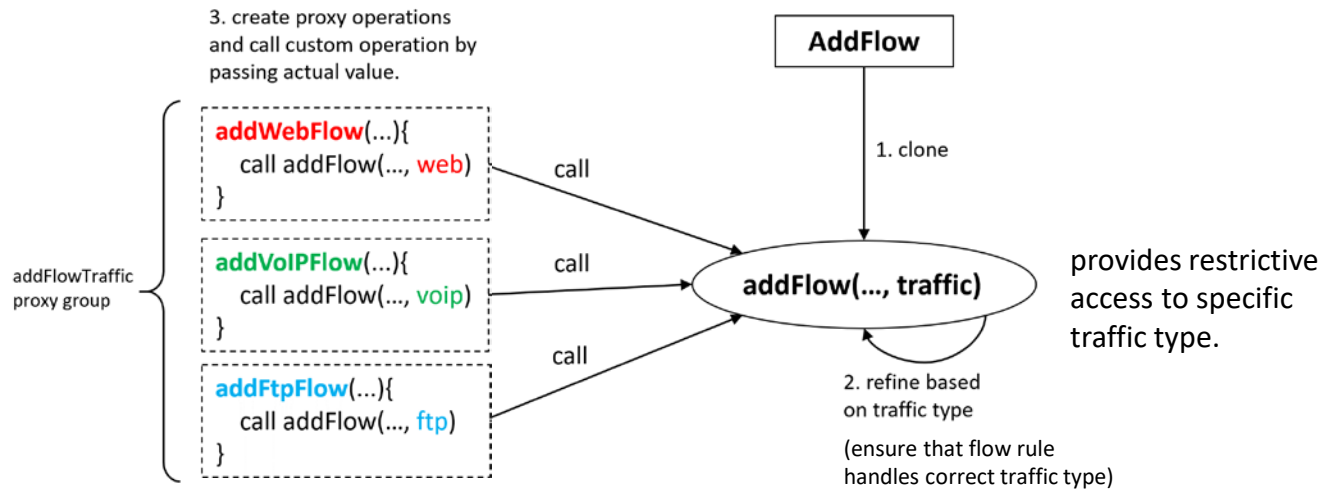 3. create proxy operations
and call custom operation by
passing actual value.
AddFlow
addWebFlow(...){
call addFlow(..., web)
}
call
1. clone
addFlowTraffic
proxy group
addVoIPFlow(...){
call addFlow(..., voip)
}
call
addFlow(..., traffic)
provides restrictive
access to specific
traffic type.
addFtpFlow(...){
call addFlow(..., ftp)
}
call
2. refine based
on traffic type
(ensure that flow rule
handles correct traffic type)